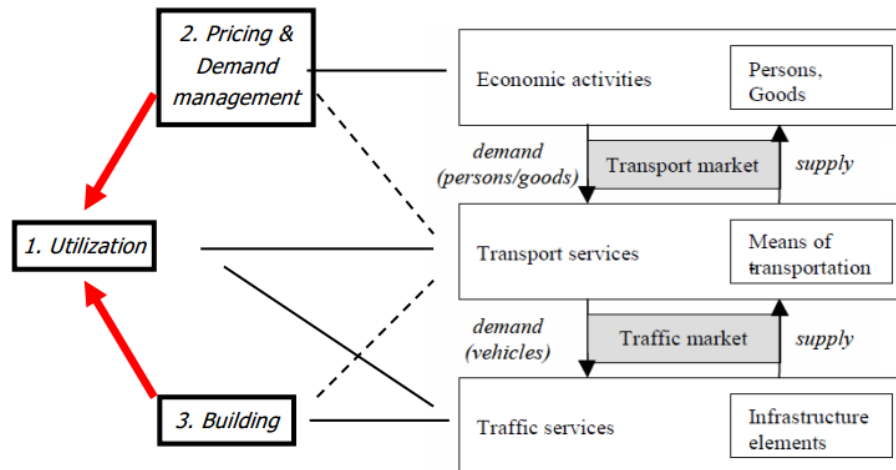 2. Pricing &
Demand
management
1. Utilization
3. Building
Economic activities
Persons,
Goods
demand
(persons/goods)
Transport market
supply
Transport services
Means of
transportation
demand
(vehicles)
Traffic market
supply
Traffic services
Infrastructure
elements